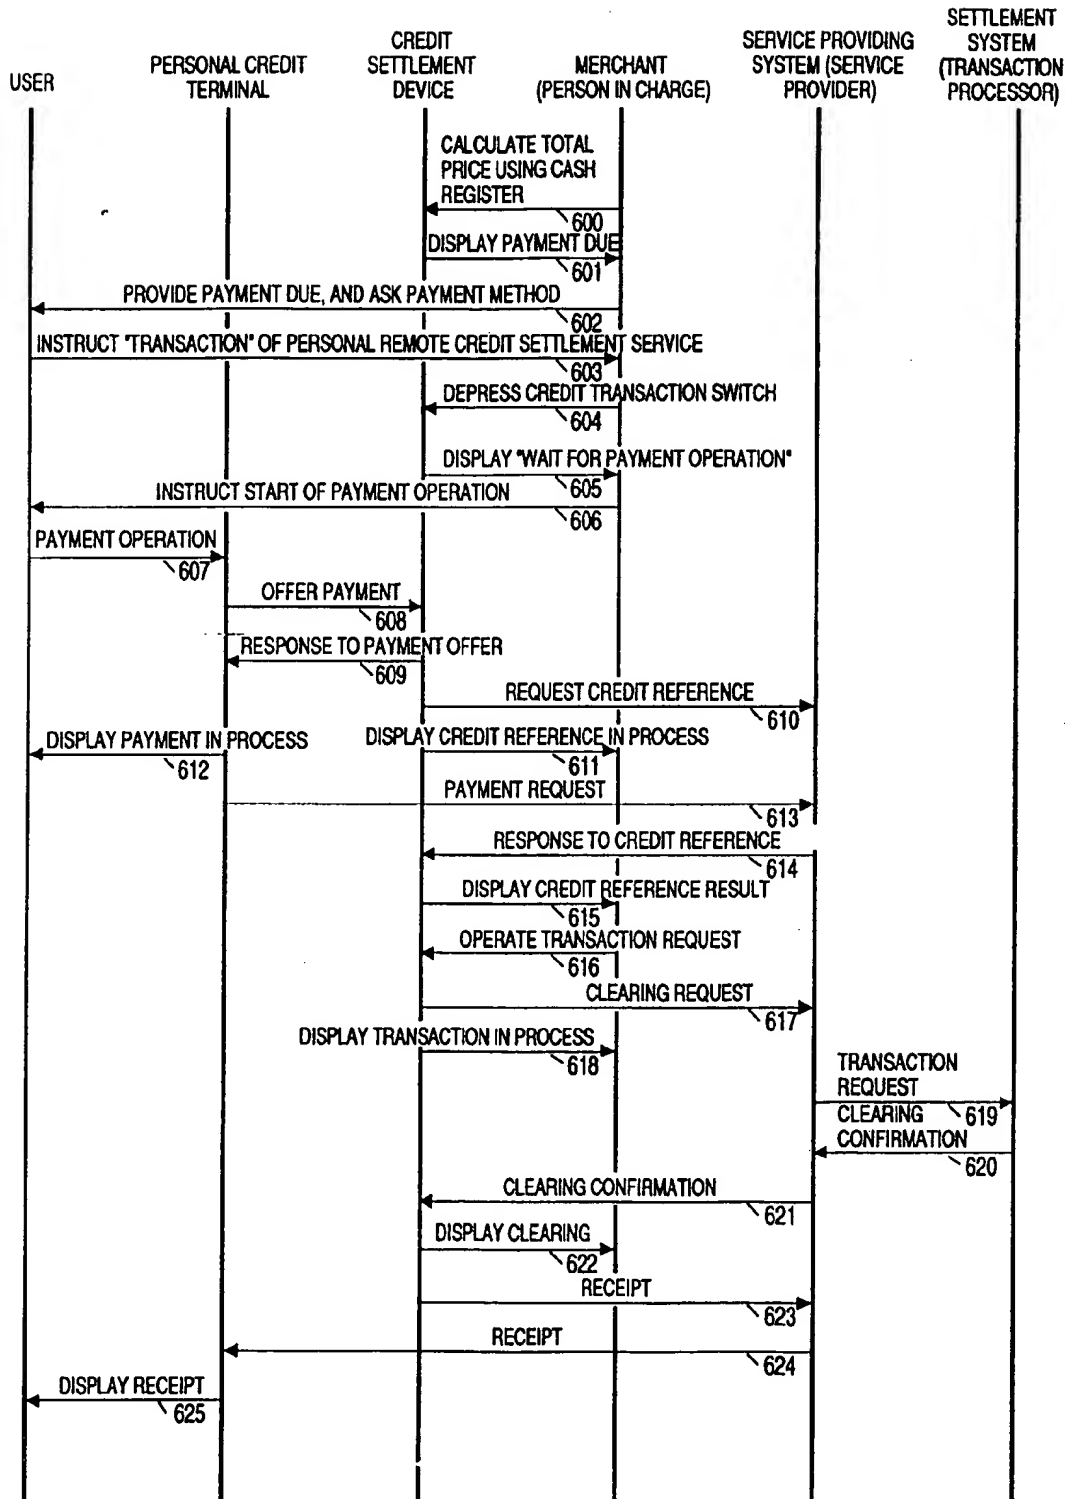 USER
PERSONAL CREDIT
TERMINAL
CREDIT
SETTLEMENT
DEVICE
MERCHANT
(PERSON IN CHARGE)
SERVICE PROVIDING
SYSTEM (SERVICE
PROVIDER)
SETTLEMENT
SYSTEM
(TRANSACTION
PROCESSOR)
CALCULATE TOTAL
PRICE USING CASH
REGISTER
600
DISPLAY PAYMENT DUE
601
PROVIDE PAYMENT DUE, AND ASK PAYMENT METHOD
602
INSTRUCT "TRANSACTION" OF PERSONAL REMOTE CREDIT SETTLEMENT SERVICE
603
DEPRESS CREDIT TRANSACTION SWITCH
604
DISPLAY "WAIT FOR PAYMENT OPERATION"
605
INSTRUCT START OF PAYMENT OPERATION
606
PAYMENT OPERATION
607
OFFER PAYMENT
608
RESPONSE TO PAYMENT OFFER
609
REQUEST CREDIT REFERENCE
610
DISPLAY CREDIT REFERENCE IN PROCESS
611
DISPLAY PAYMENT IN PROCESS
612
PAYMENT REQUEST
613
RESPONSE TO CREDIT REFERENCE
614
DISPLAY CREDIT REFERENCE RESULT
615
OPERATE TRANSACTION REQUEST
616
CLEARING REQUEST
617
DISPLAY TRANSACTION IN PROCESS
618
TRANSACTION
REQUEST
619
CLEARING
CONFIRMATION
620
CLEARING CONFIRMATION
621
DISPLAY CLEARING
622
RECEIPT
623
RECEIPT
624
DISPLAY RECEIPT
625